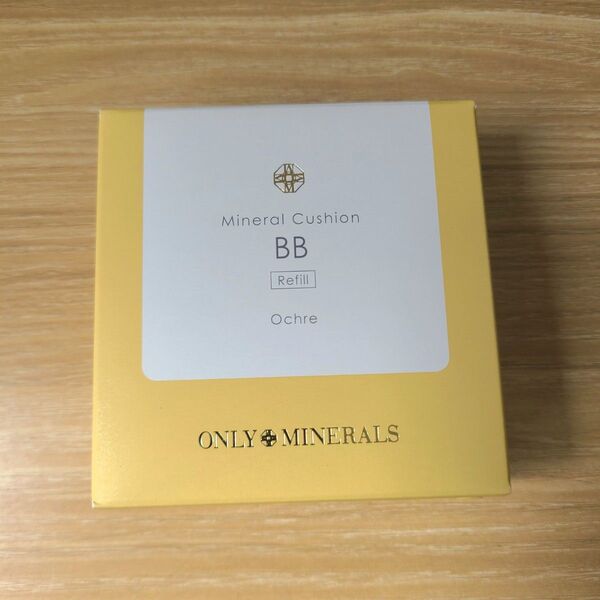 Mineral Cushion
BB
Refill
Ochre
ONLY MINERALS